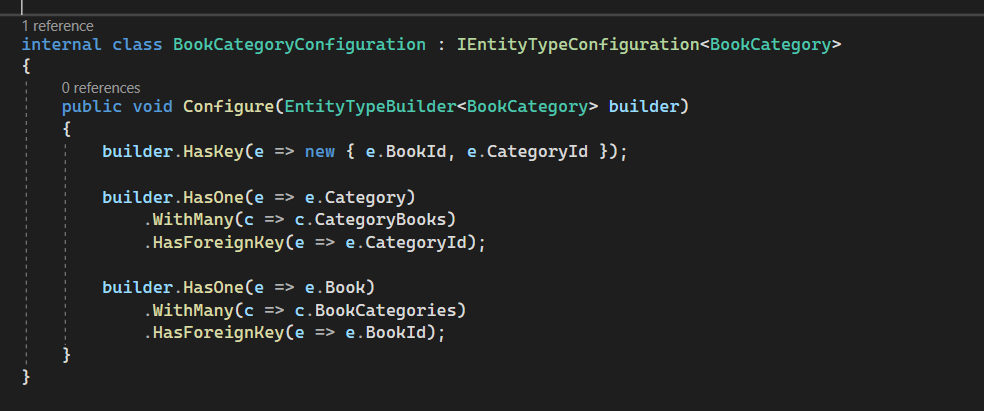 1 reference
internal class BookCategoryConfiguration : IEntityTypeConfiguration<BookCategory>
{
0 references
public void Configure(EntityTypeBuilder<BookCategory> builder)
{
builder.HasKey(e => new { e.BookId, e.CategoryId });
builder.HasOne(e => e.Category)
.WithMany(c => c.CategoryBooks)
.HasForeignKey(e => e.CategoryId);
builder.HasOne(e => e.Book)
.WithMany(c => c.BookCategories)
.HasForeignKey(e => e.BookId);
}
}